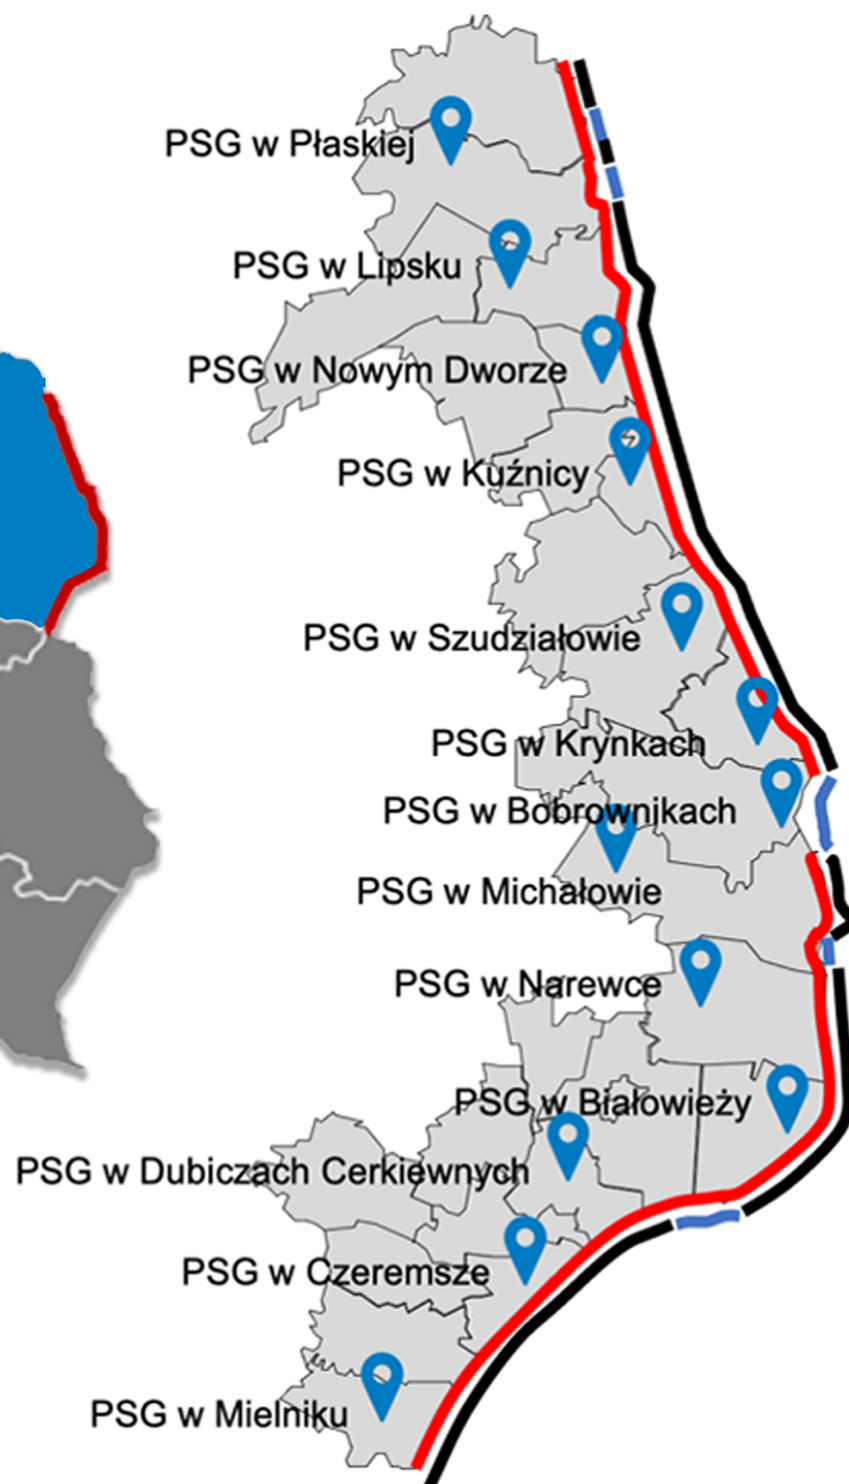 PSG w Płaskiej
PSG w Lipsku
PSG w Nowym Dworze
PSG w Kuźnicy
PSG w Szudziałowie
PSG w Krynkach
PSG w Bobrownikach
PSG w Michałowie
PSG w Narewce
PSG w Białowieży
PSG w Dubiczach Cerkiewnych
PSG w Czeremsze
PSG w Mielniku